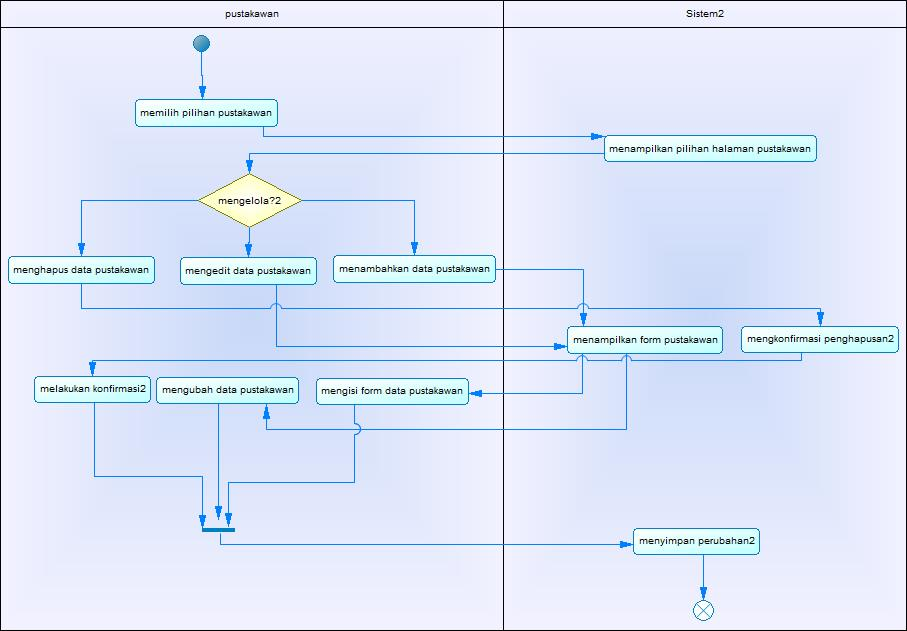 pustakawan
Sistem2
memilih pilihan pustakawan
menampilkan pilihan halaman pustakawan
mengelola?2
menghapus data pustakawan
mengedit data pustakawan
menambahkan data pustakawan
menampilkan form pustakawan
mengkonfirmasi penghapusan2
melakukan konfirmasi2
mengubah data pustakawan
mengisi form data pustakawan
menyimpan perubahan2